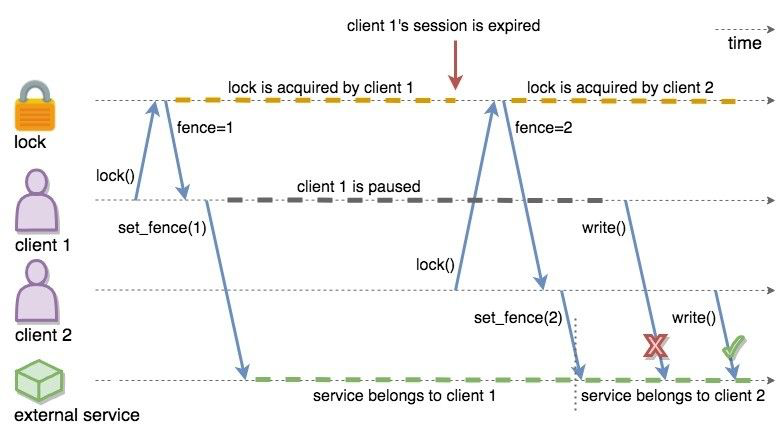 client 1's session is expired
time
lock is acquired by client 1
lock is acquired by client 2
lock
fence=1
fence=2
lock()
client 1 is paused
client 1
set_fence(1)
write()
lock()
client 2
set_fence(2)
write()
external service
service belongs to client 1
service belongs to client 2